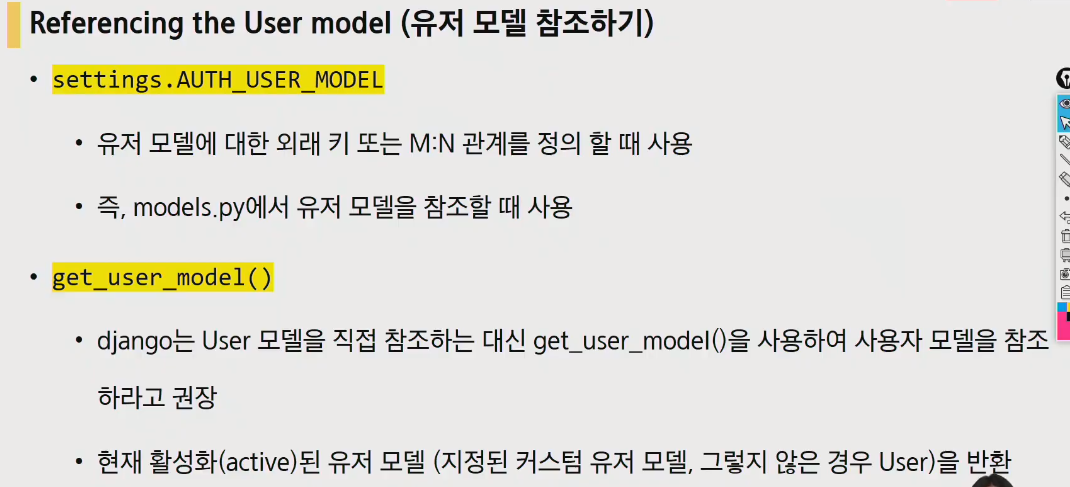 Referencing the User model (유저 모델 참조하기)
• settings.AUTH_USER_MODEL
• 유저 모델에 대한 외래 키 또는 M:N 관계를 정의 할 때 사용
• 즉, models.py에서 유저 모델을 참조할 때 사용
• get_user_model()
• django는 User 모델을 직접 참조하는 대신 get_user_model()을 사용하여 사용자 모델을 참조
하라고 권장
• 현재 활성화(active)된 유저 모델 (지정된 커스텀 유저 모델, 그렇지 않은 경우 User)을 반환